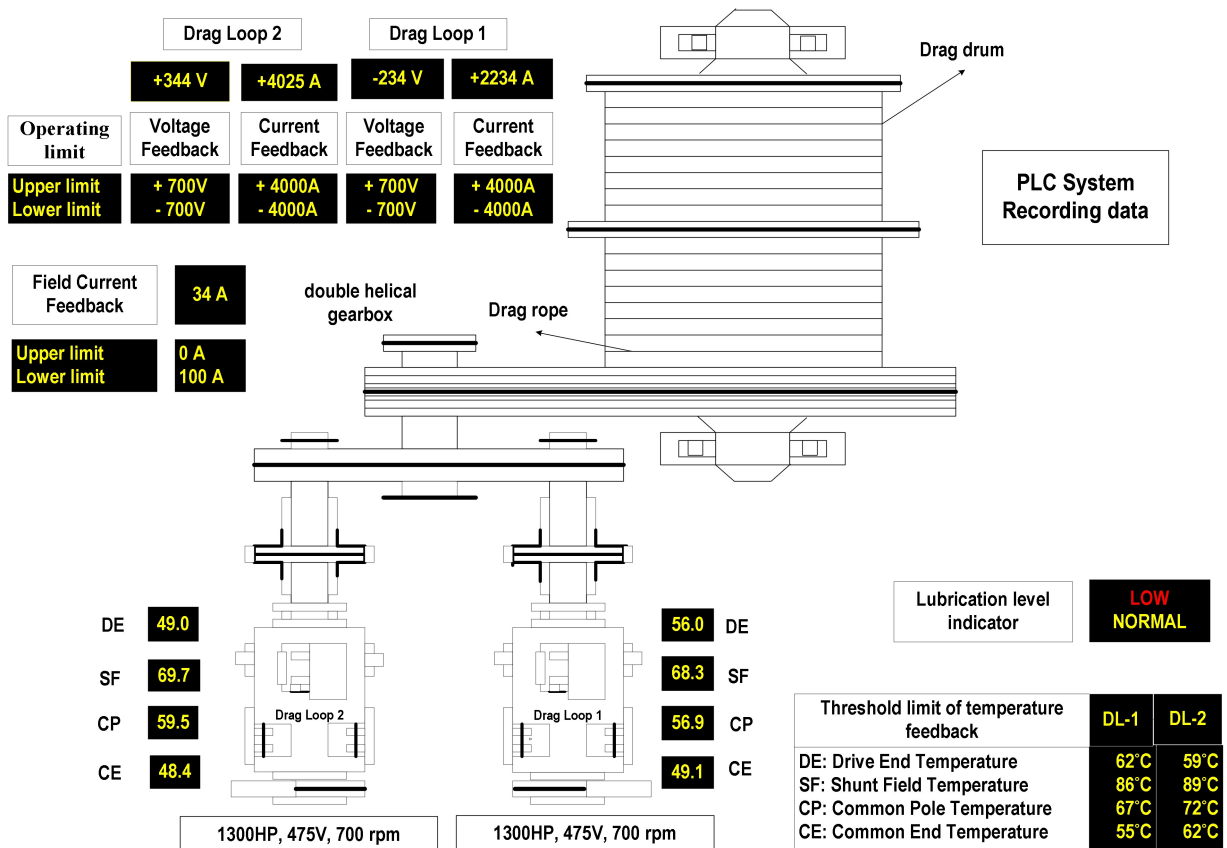 Drag Loop 2
Drag Loop 1
+344 V
+4025 A
-234 V
+2234 A
Operating
limit
Voltage
Feedback
Current
Feedback
Voltage
Feedback
Current
Feedback
Upper limit
Lower limit
+ 700V
- 700V
+ 4000A
- 4000A
+ 700V
- 700V
+ 4000A
- 4000A
Drag drum
PLC System
Recording data
Field Current
Feedback
34 A
Upper limit
Lower limit
0 A
100 A
double helical
gearbox
Drag rope
DE
49.0
SF
69.7
CP
59.5
CE
48.4
Drag Loop 2
1300HP, 475V, 700 rpm
56.0
DE
68.3
SF
56.9
CP
49.1
CE
Drag Loop 1
1300HP, 475V, 700 rpm
Lubrication level
indicator
LOW
NORMAL
Threshold limit of temperature
feedback
DL-1
DL-2
DE: Drive End Temperature 62°C 59°C
SF: Shunt Field Temperature 86°C 89°C
CP: Common Pole Temperature 67°C 72°C
CE: Common End Temperature 55°C 62°C